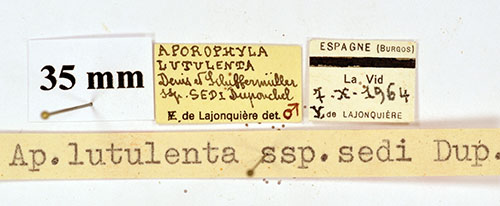 35 mm
APOROPHYLA
LUTULENTA
Denis et Schiffermüller
ssp. SEDI Duponchel
Y. de Lajonquière det. ♂
ESPAGNE (Burgos)
La Vid
7-X-1964
Y. DE LAJONQUIÈRE
Ap. lutulenta ssp. sedi Dup.